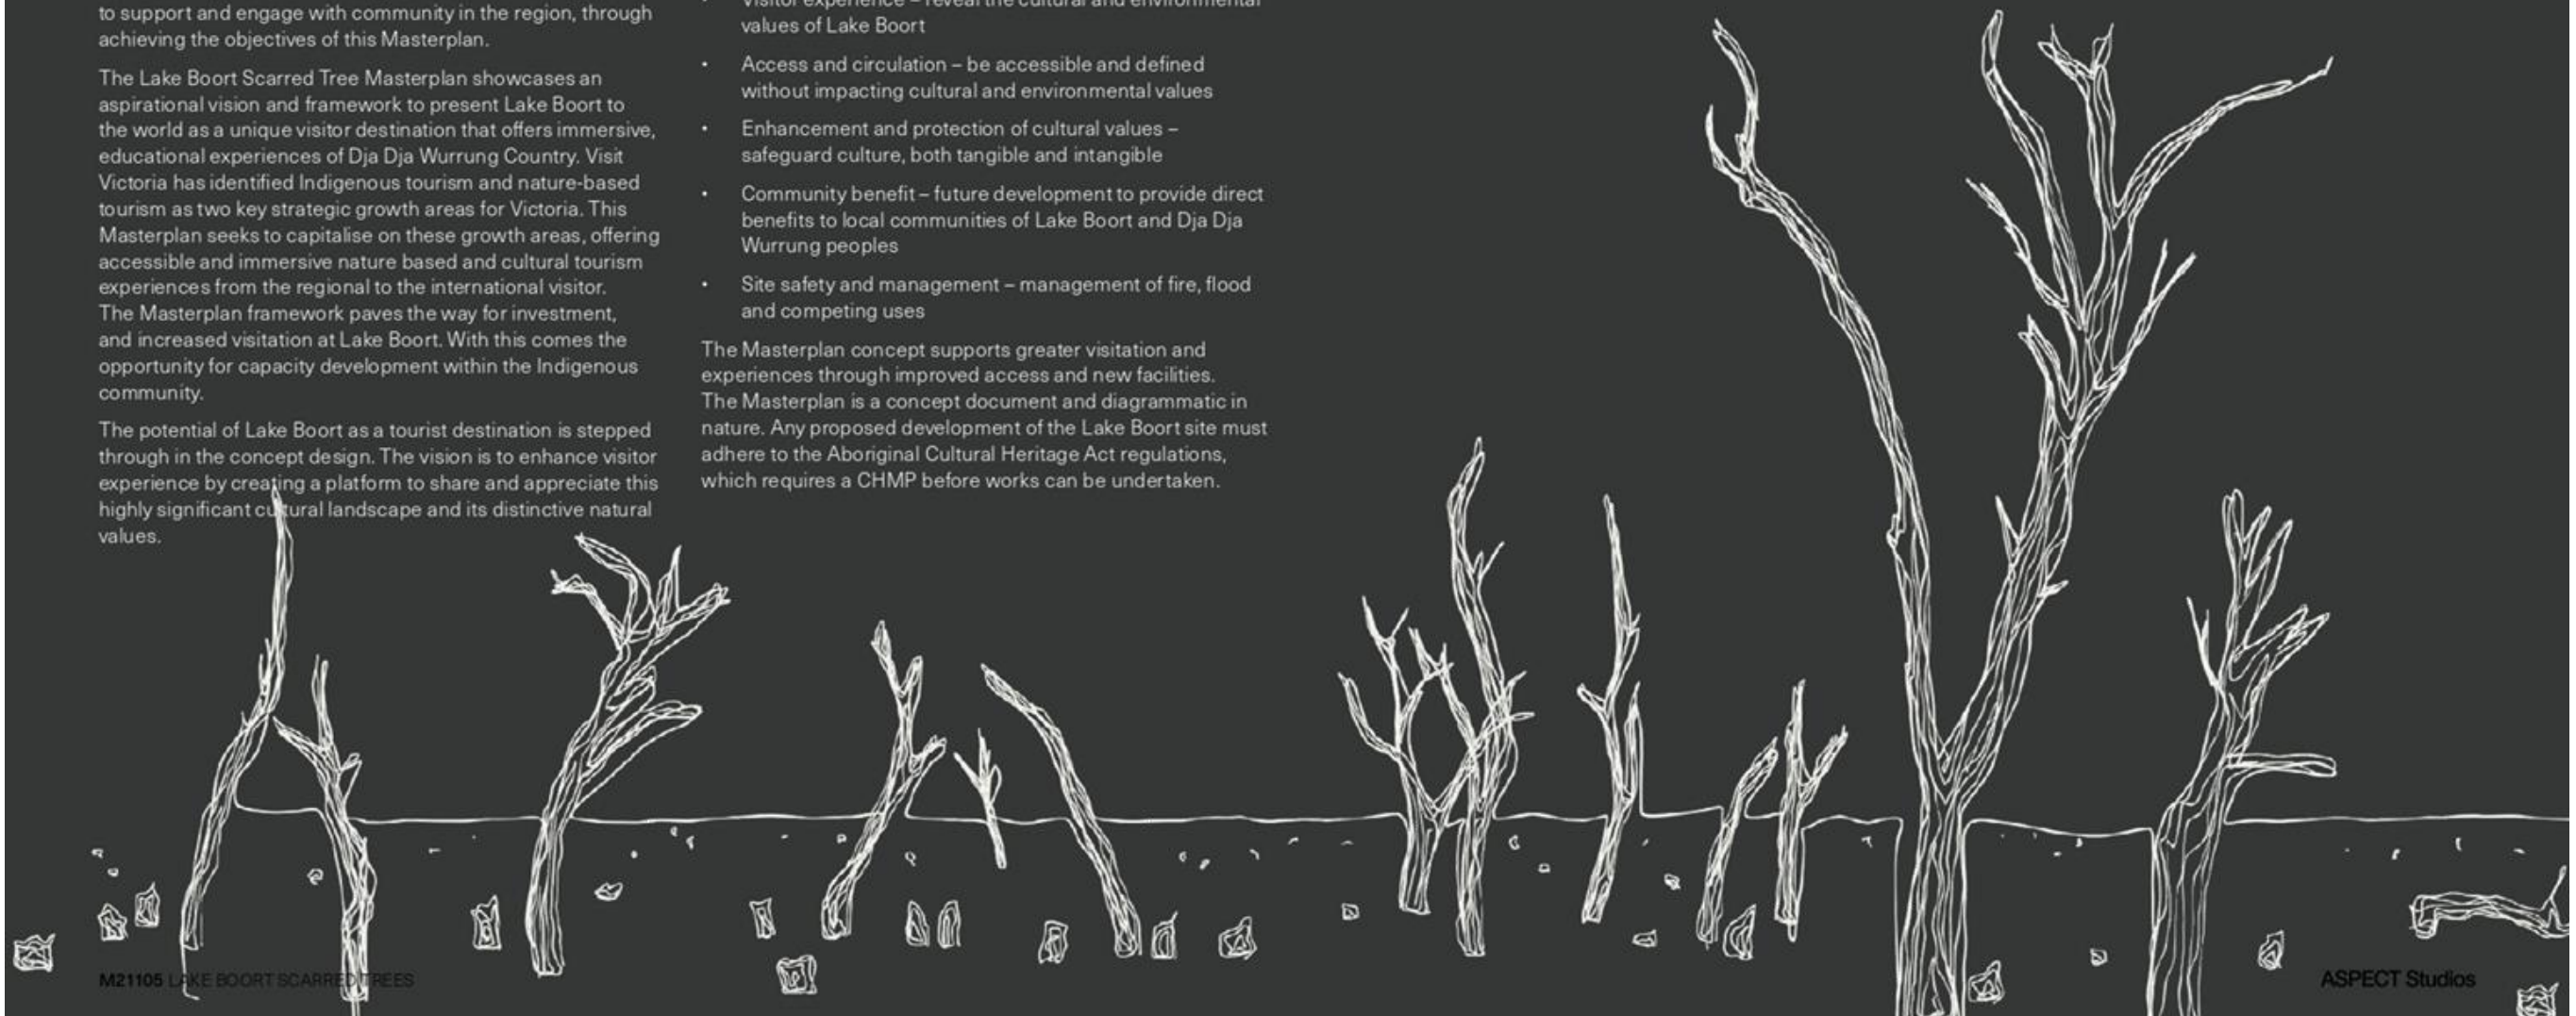 to support and engage with community in the region, through
achieving the objectives of this Masterplan.
The Lake Boort Scarred Tree Masterplan showcases an
aspirational vision and framework to present Lake Boort to
the world as a unique visitor destination that offers immersive,
educational experiences of Dja Dja Wurrung Country. Visit
Victoria has identified Indigenous tourism and nature-based
tourism as two key strategic growth areas for Victoria. This
Masterplan seeks to capitalise on these growth areas, offering
accessible and immersive nature based and cultural tourism
experiences from the regional to the international visitor.
The Masterplan framework paves the way for investment,
and increased visitation at Lake Boort. With this comes the
opportunity for capacity development within the Indigenous
community.
The potential of Lake Boort as a tourist destination is stepped
through in the concept design. The vision is to enhance visitor
experience by creating a platform to share and appreciate this
highly significant cultural landscape and its distinctive natural
values.
• Visitor experience – reveal the cultural and environmental
values of Lake Boort
• Access and circulation – be accessible and defined
without impacting cultural and environmental values
• Enhancement and protection of cultural values –
safeguard culture, both tangible and intangible
• Community benefit – future development to provide direct
benefits to local communities of Lake Boort and Dja Dja
Wurrung peoples
• Site safety and management – management of fire, flood
and competing uses
The Masterplan concept supports greater visitation and
experiences through improved access and new facilities.
The Masterplan is a concept document and diagrammatic in
nature. Any proposed development of the Lake Boort site must
adhere to the Aboriginal Cultural Heritage Act regulations,
which requires a CHMP before works can be undertaken.
M21105 LAKE BOORT SCARRED TREES
ASPECT Studios